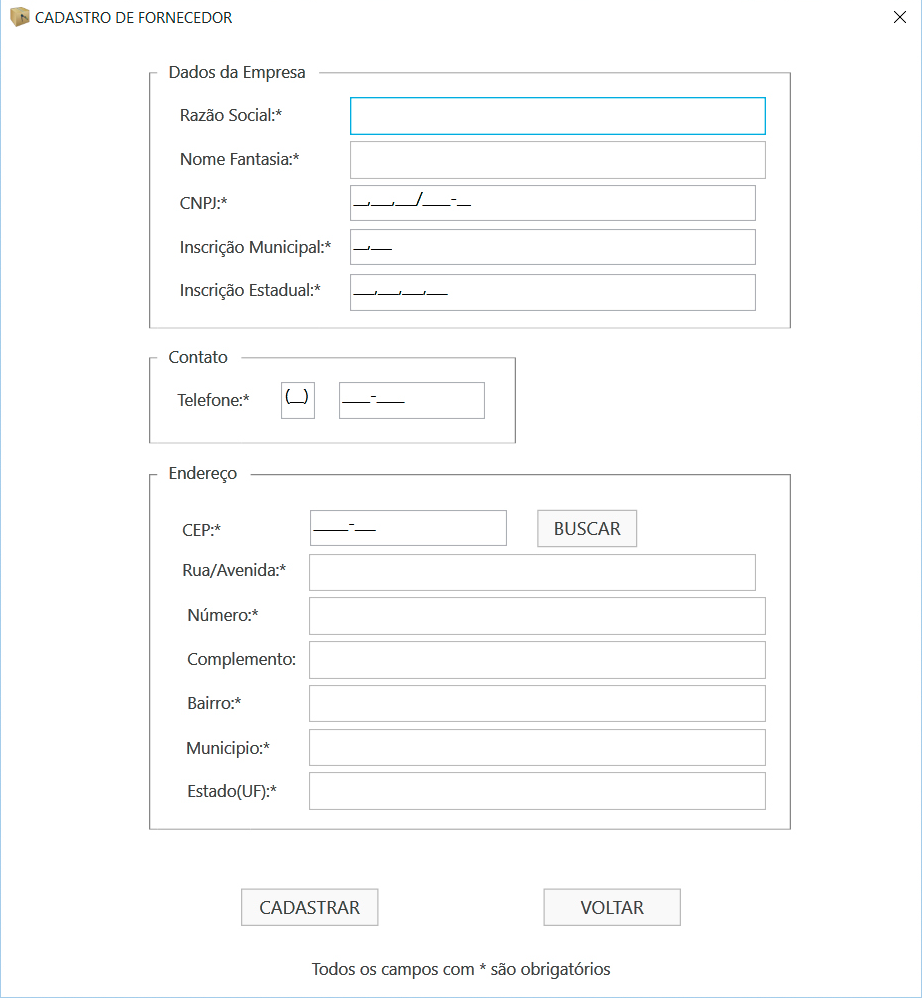 CADASTRO DE FORNECEDOR
Dados da Empresa
Razão Social:*
Nome Fantasia:*
CNPJ:* __,___,___/____-__
Inscrição Municipal:* __,___
Inscrição Estadual:* ___,___,___,___
Contato
Telefone:* (__) ____-____
Endereço
CEP:* _____-___ BUSCAR
Rua/Avenida:*
Número:*
Complemento:
Bairro:*
Municipio:*
Estado(UF):*
CADASTRAR VOLTAR
Todos os campos com * são obrigatórios